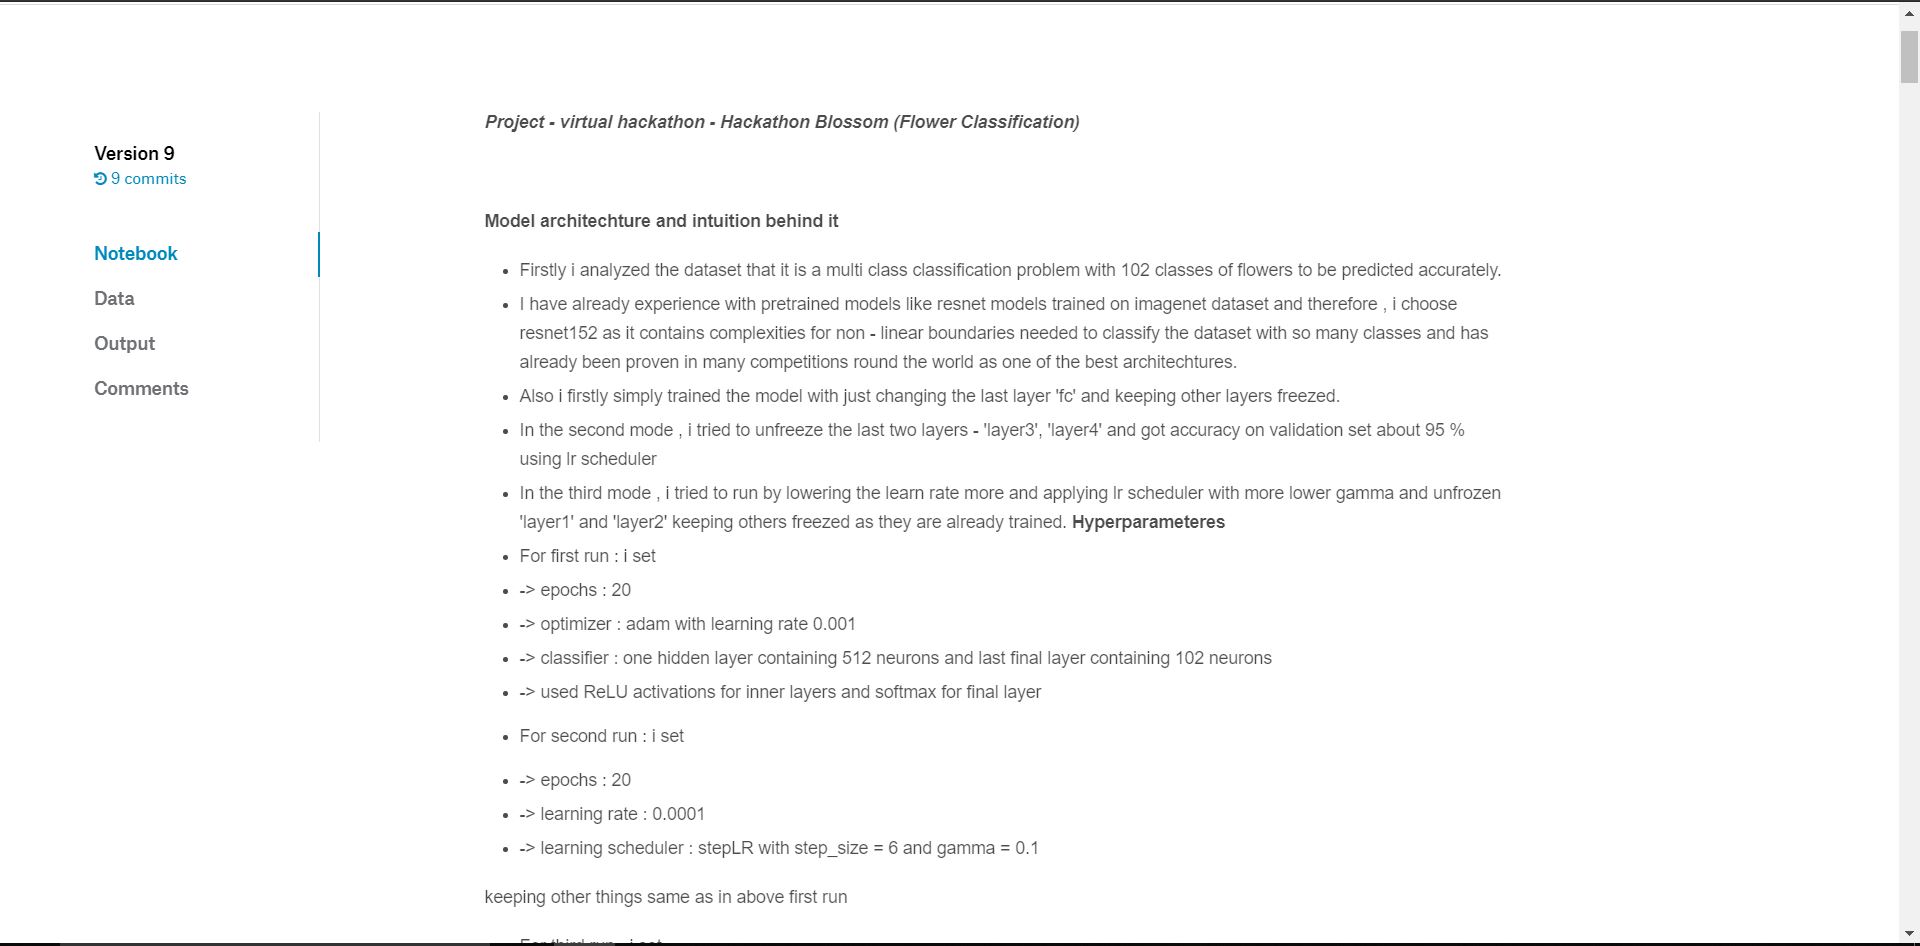 Project - virtual hackathon - Hackathon Blossom (Flower Classification)
Version 9
9 commits
Notebook
Data
Output
Comments
Model architechture and intuition behind it
Firstly i analyzed the dataset that it is a multi class classification problem with 102 classes of flowers to be predicted accurately.
I have already experience with pretrained models like resnet models trained on imagenet dataset and therefore , i choose
resnet152 as it contains complexities for non - linear boundaries needed to classify the dataset with so many classes and has
already been proven in many competitions round the world as one of the best architechtures.
Also i firstly simply trained the model with just changing the last layer 'fc' and keeping other layers freezed.
In the second mode , i tried to unfreeze the last two layers - 'layer3', 'layer4' and got accuracy on validation set about 95 %
using lr scheduler
In the third mode , i tried to run by lowering the learn rate more and applying lr scheduler with more lower gamma and unfrozen
'layer1' and 'layer2' keeping others freezed as they are already trained. Hyperparameteres
For first run : i set
-> epochs : 20
-> optimizer : adam with learning rate 0.001
-> classifier : one hidden layer containing 512 neurons and last final layer containing 102 neurons
-> used ReLU activations for inner layers and softmax for final layer
For second run : i set
-> epochs : 20
-> learning rate : 0.0001
-> learning scheduler : stepLR with step_size = 6 and gamma = 0.1
keeping other things same as in above first run